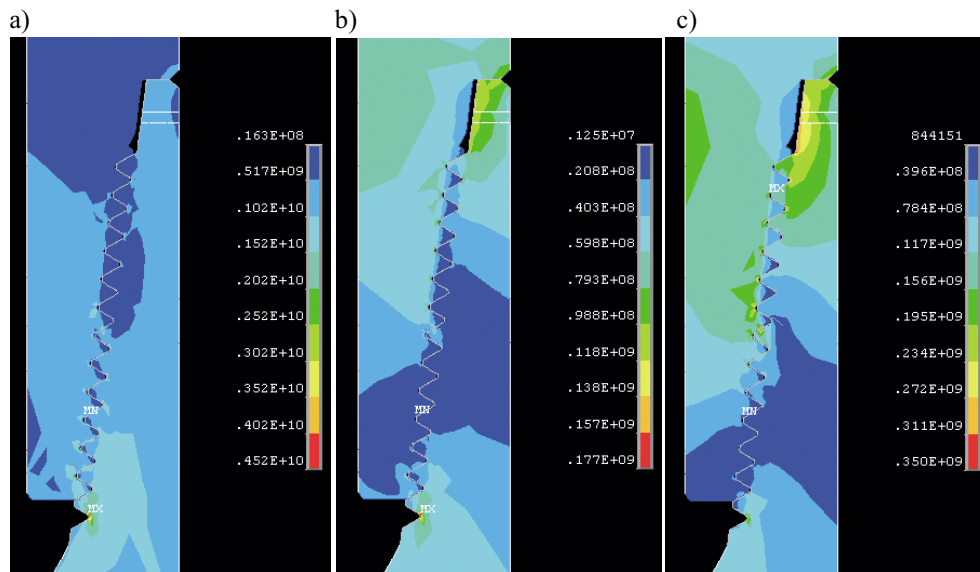 a)
b)
c)
.163E+08
.517E+09
.102E+10
.152E+10
.202E+10
.252E+10
.302E+10
.352E+10
.402E+10
.452E+10
MN
MX
.125E+07
.208E+08
.403E+08
.598E+08
.793E+08
.988E+08
.118E+09
.138E+09
.157E+09
.177E+09
MN
MX
844151
.396E+08
.784E+08
.117E+09
.156E+09
.195E+09
.234E+09
.272E+09
.311E+09
.350E+09
MX
MN